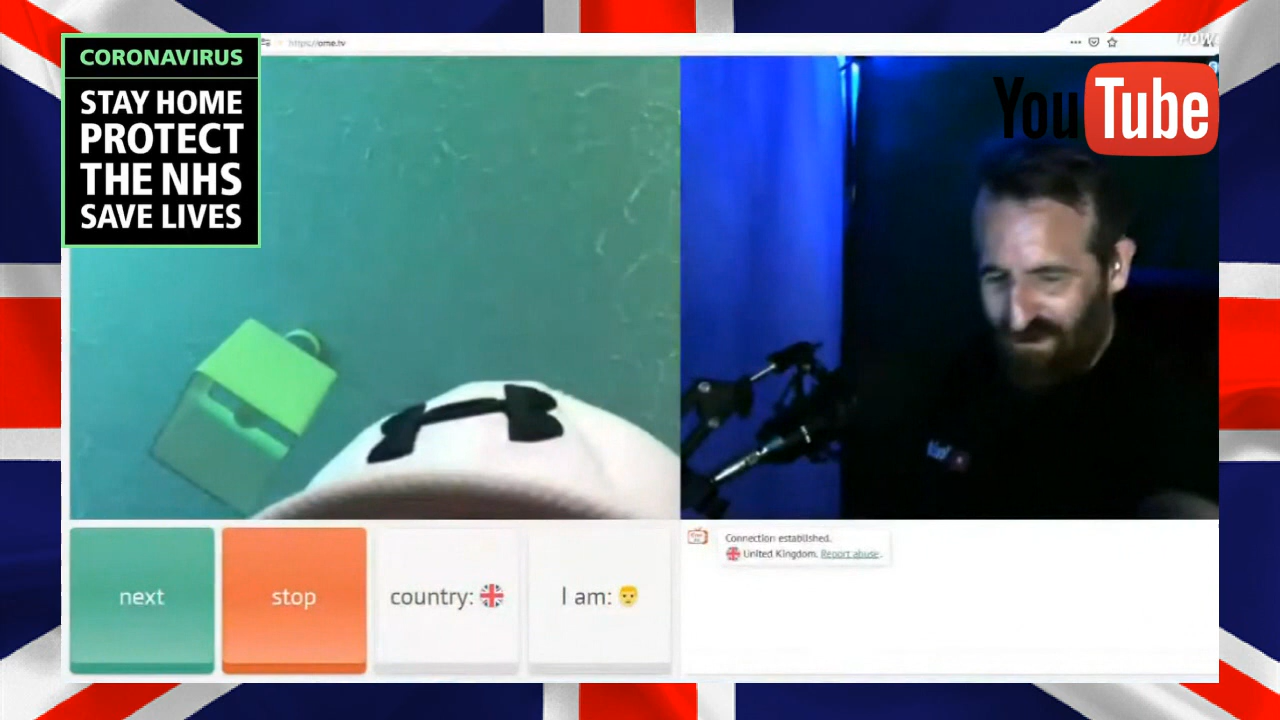 CORONAVIRUS
STAY HOME
PROTECT
THE NHS
SAVE LIVES
https://ome.tv
YouTube
next
stop
country:
I am:
Connection established.
United Kingdom. Report abuse.